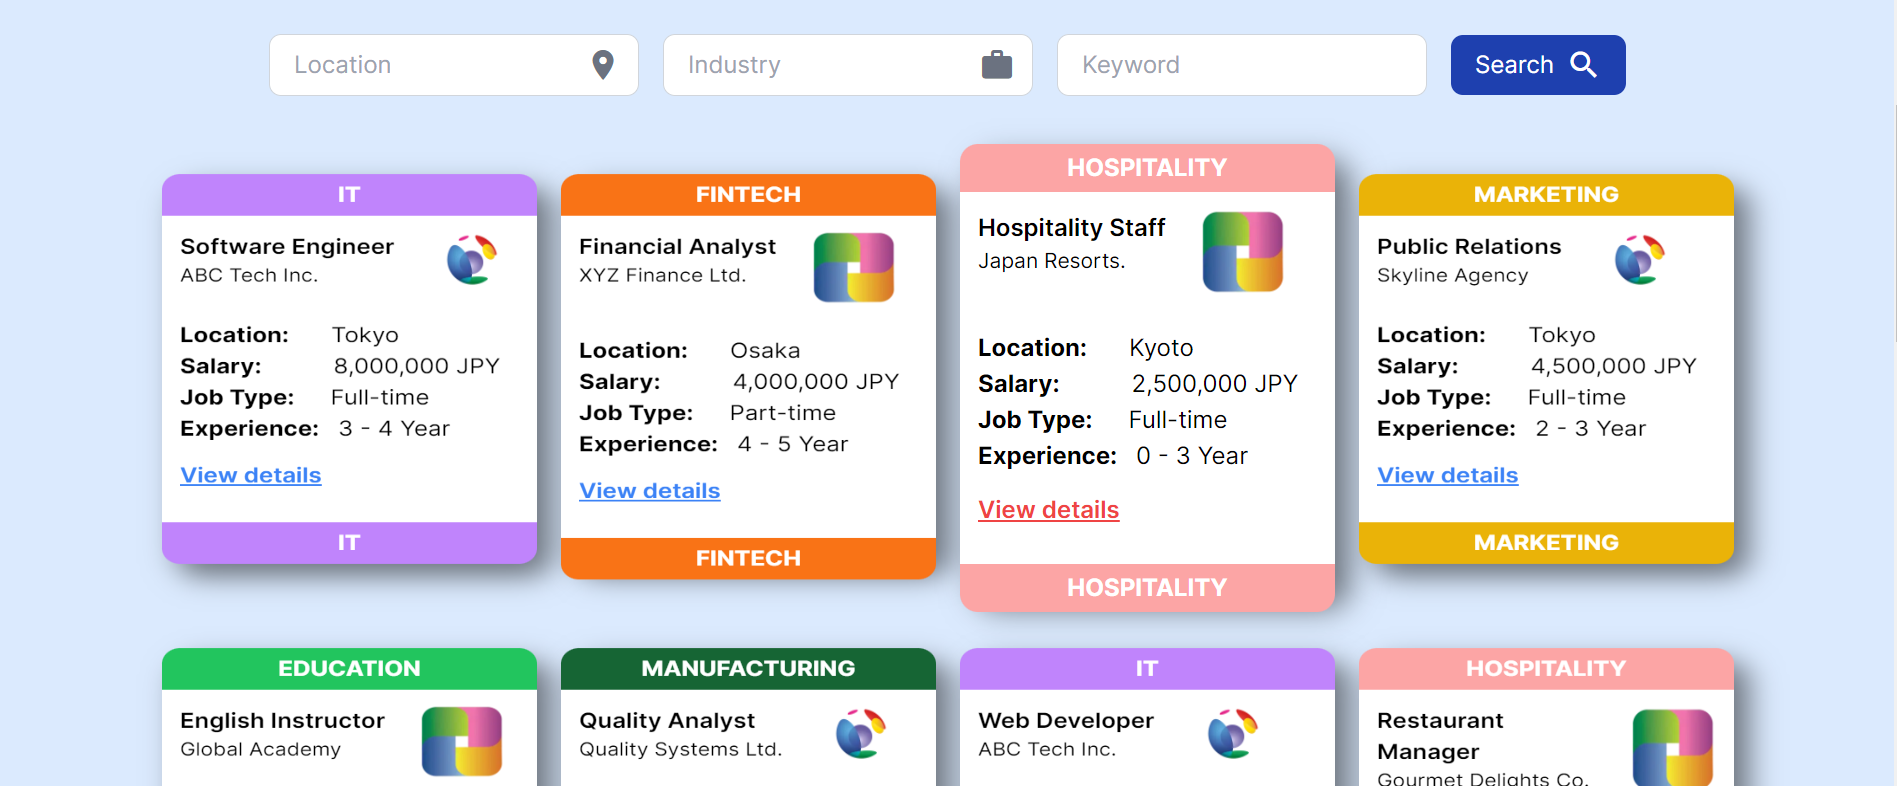 Location
Industry
Keyword
Search
IT
Software Engineer
ABC Tech Inc.
Location: Tokyo
Salary: 8,000,000 JPY
Job Type: Full-time
Experience: 3 - 4 Year
View details
IT
FINTECH
Financial Analyst
XYZ Finance Ltd.
Location: Osaka
Salary: 4,000,000 JPY
Job Type: Part-time
Experience: 4 - 5 Year
View details
FINTECH
HOSPITALITY
Hospitality Staff
Japan Resorts.
Location: Kyoto
Salary: 2,500,000 JPY
Job Type: Full-time
Experience: 0 - 3 Year
View details
HOSPITALITY
MARKETING
Public Relations
Skyline Agency
Location: Tokyo
Salary: 4,500,000 JPY
Job Type: Full-time
Experience: 2 - 3 Year
View details
MARKETING
EDUCATION
English Instructor
Global Academy
MANUFACTURING
Quality Analyst
Quality Systems Ltd.
IT
Web Developer
ABC Tech Inc.
HOSPITALITY
Restaurant
Manager
Gourmet Delights Co.